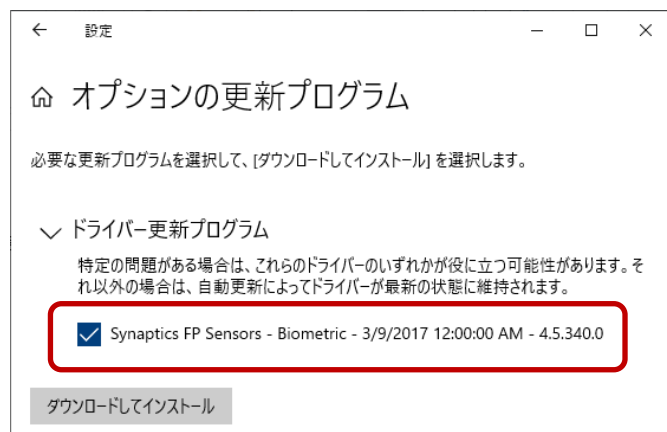 設定
オプションの更新プログラム
必要な更新プログラムを選択して、[ダウンロードしてインストール] を選択します。
ドライバー更新プログラム
特定の問題がある場合は、これらのドライバーのいずれかが役に立つ可能性があります。そ
れ以外の場合は、自動更新によってドライバーが最新の状態に維持されます。
Synaptics FP Sensors - Biometric - 3/9/2017 12:00:00 AM - 4.5.340.0
ダウンロードしてインストール